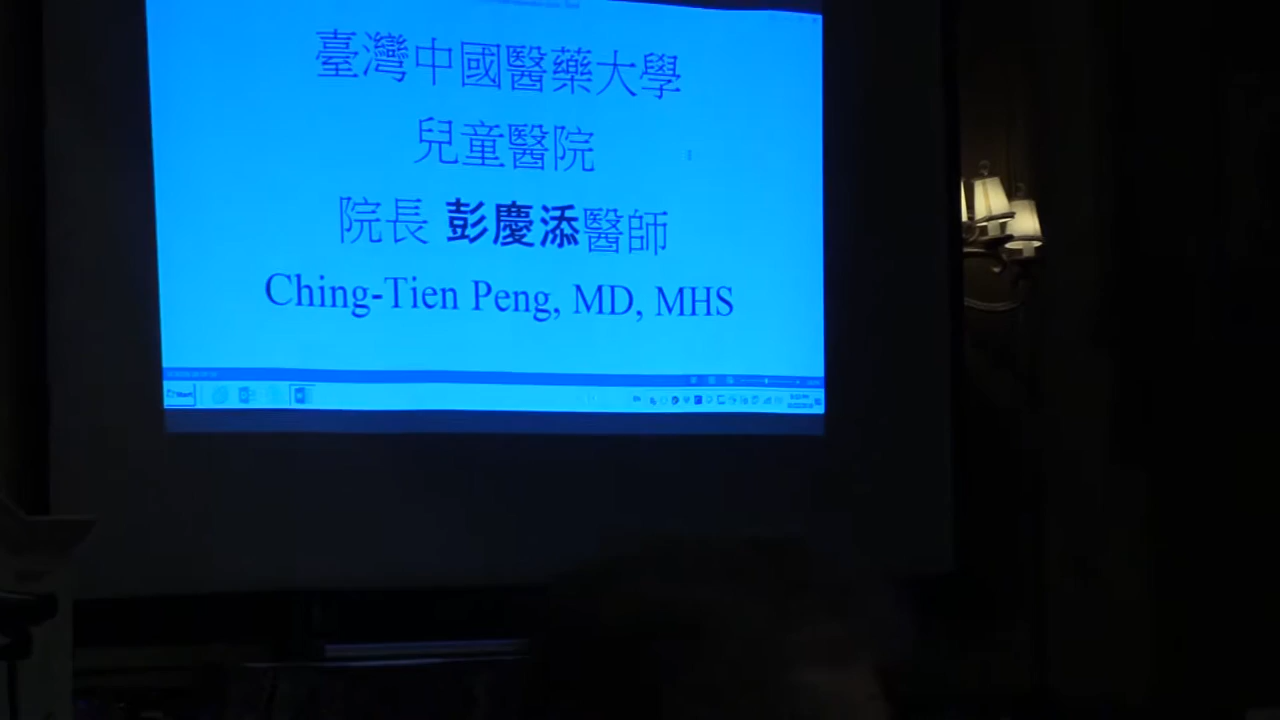 臺灣中國醫藥大學
兒童醫院
院長 彭慶添醫師
Ching-Tien Peng, MD, MHS
Start